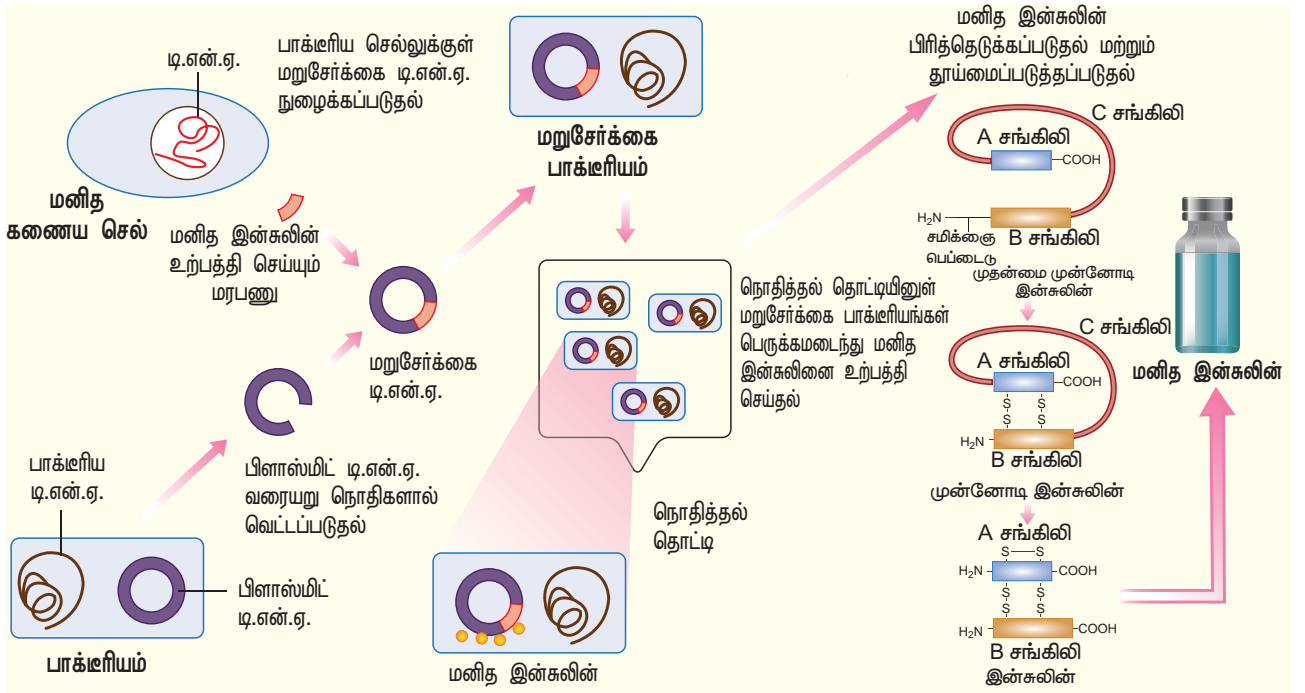 டி.என்.ஏ.
மனித
கணைய செல்
பாக்டீரிய செல்லுக்குள்
மறுசேர்க்கை டி.என்.ஏ.
நுழைக்கப்படுதல்
மனித இன்சுலின்
உற்பத்தி செய்யும்
மரபணு
மறுசேர்க்கை
டி.என்.ஏ.
பிளாஸ்மிட் டி.என்.ஏ.
வரையறு நொதிகளால்
வெட்டப்படுதல்
பாக்டீரிய
டி.என்.ஏ.
பிளாஸ்மிட்
டி.என்.ஏ.
பாக்டீரியம்
மறுசேர்க்கை
பாக்டீரியம்
நொதித்தல் தொட்டியினுள்
மறுசேர்க்கை பாக்டீரியங்கள்
பெருக்கமடைந்து மனித
இன்சுலினை உற்பத்தி
செய்தல்
நொதித்தல்
தொட்டி
மனித இன்சுலின்
மனித இன்சுலின்
பிரித்தெடுக்கப்படுதல் மற்றும்
தூய்மைப்படுத்தப்படுதல்
C சங்கிலி
A சங்கிலி
COOH
H₂N
சமிக்ஞை
பெப்டைடு
B சங்கிலி
முதன்மை முன்னோடி
இன்சுலின்
C சங்கிலி
A சங்கிலி
COOH
S S
S S
H₂N
B சங்கிலி
முன்னோடி இன்சுலின்
A சங்கிலி
S S
H₂N COOH
S S
S S
H₂N COOH
B சங்கிலி
இன்சுலின்
மனித இன்சுலின்